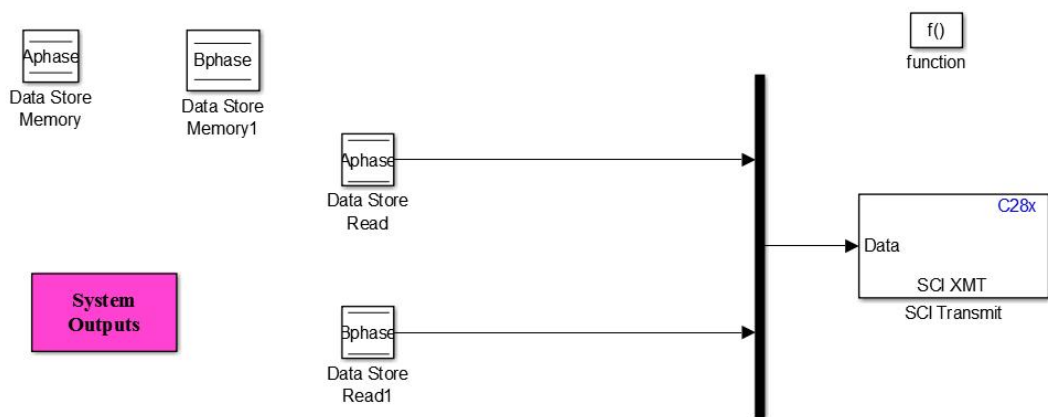 Aphase
Data Store
Memory
Bphase
Data Store
Memory1
f()
function
Aphase
Data Store
Read
C28x
Data
SCI XMT
SCI Transmit
System
Outputs
Bphase
Data Store
Read1